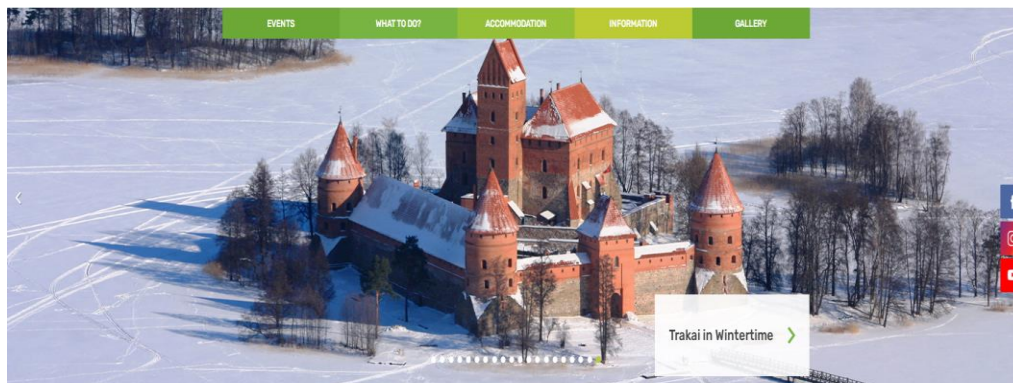 EVENTS
WHAT TO DO?
ACCOMMODATION
INFORMATION
GALLERY
Trakai in Wintertime